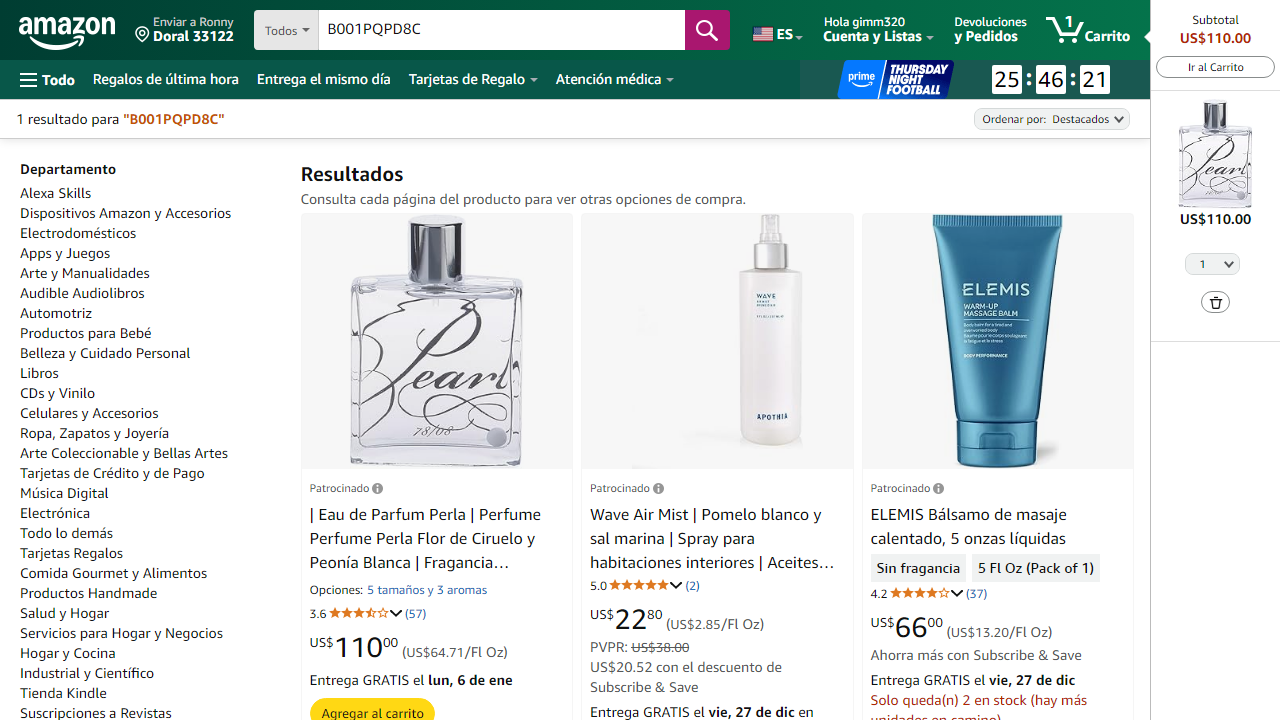 amazon
Enviar a Ronny
Doral 33122
Todos
B001PQPD8C
ES
Hola gimm320
Cuenta y Listas
Devoluciones
y Pedidos
1
Carrito
Todo
Regalos de última hora
Entrega el mismo día
Tarjetas de Regalo
Atención médica
prime
THURSDAY
NIGHT
FOOTBALL
25 : 46 : 21
Subtotal
US$110.00
Ir al Carrito
US$110.00
1
1 resultado para "B001PQPD8C"
Ordenar por: Destacados
Departamento
Alexa Skills
Dispositivos Amazon y Accesorios
Electrodomésticos
Apps y Juegos
Arte y Manualidades
Audible Audiolibros
Automotriz
Productos para Bebé
Belleza y Cuidado Personal
Libros
CDs y Vinilo
Celulares y Accesorios
Ropa, Zapatos y Joyería
Arte Coleccionable y Bellas Artes
Tarjetas de Crédito y de Pago
Música Digital
Electrónica
Todo lo demás
Tarjetas Regalos
Comida Gourmet y Alimentos
Productos Handmade
Salud y Hogar
Servicios para Hogar y Negocios
Hogar y Cocina
Industrial y Científico
Tienda Kindle
Suscripciones a Revistas
Resultados
Consulta cada página del producto para ver otras opciones de compra.
Pearl
78/08
Patrocinado
| Eau de Parfum Perla | Perfume
Perfume Perla Flor de Ciruelo y
Peonía Blanca | Fragancia…
Opciones: 5 tamaños y 3 aromas
3.6 (57)
US$11000 (US$64.71/Fl Oz)
Entrega GRATIS el lun, 6 de ene
Agregar al carrito
WAVE
APOTHIA
Patrocinado
Wave Air Mist | Pomelo blanco y
sal marina | Spray para
habitaciones interiores | Aceites…
5.0 (2)
US$2280 (US$2.85/Fl Oz)
PVPR: US$38.00
US$20.52 con el descuento de
Subscribe & Save
Entrega GRATIS el vie, 27 de dic en
ELEMIS
WARM-UP
MASSAGE BALM
Body balm for a tired and
overworked body
BODY PERFORMANCE
Patrocinado
ELEMIS Bálsamo de masaje
calentado, 5 onzas líquidas
Sin fragancia
5 Fl Oz (Pack of 1)
4.2 (37)
US$6600 (US$13.20/Fl Oz)
Ahorra más con Subscribe & Save
Entrega GRATIS el vie, 27 de dic
Solo queda(n) 2 en stock (hay más
unidades en camino)